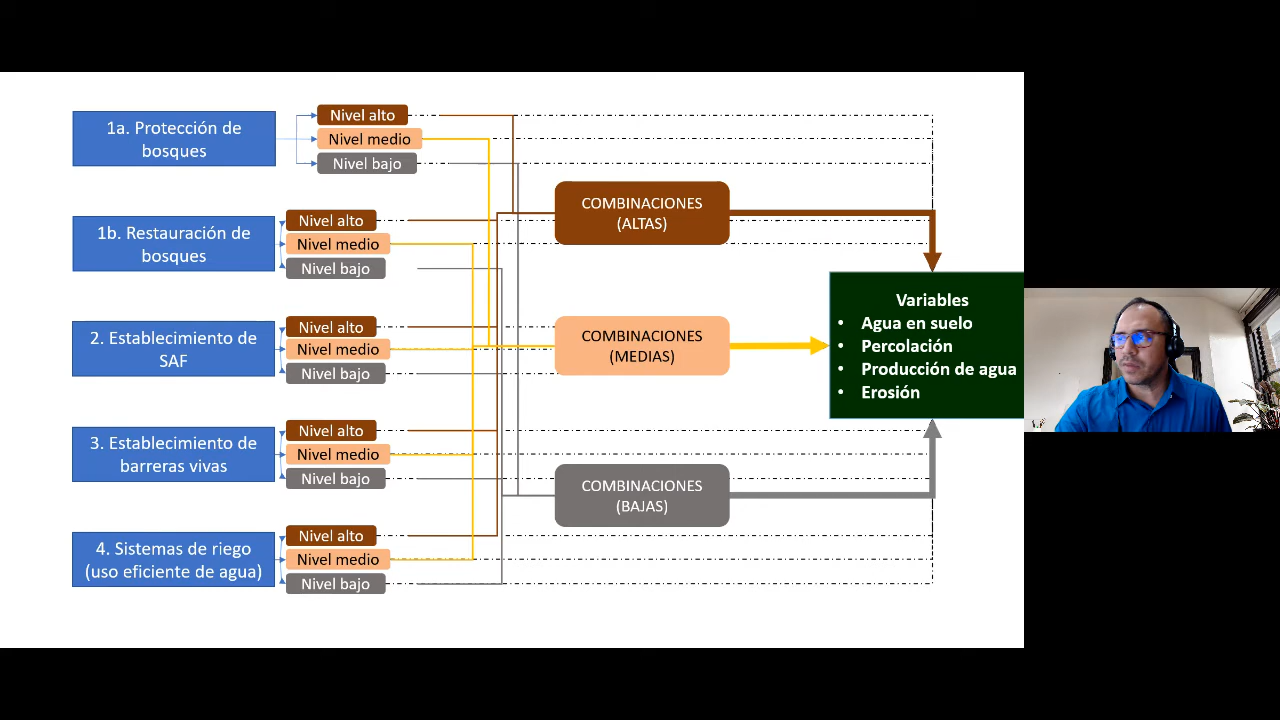 1a. Protección de
bosques
Nivel alto
Nivel medio
Nivel bajo
1b. Restauración de
bosques
Nivel alto
Nivel medio
Nivel bajo
2. Establecimiento de
SAF
Nivel alto
Nivel medio
Nivel bajo
3. Establecimiento de
barreras vivas
Nivel alto
Nivel medio
Nivel bajo
4. Sistemas de riego
(uso eficiente de agua)
Nivel alto
Nivel medio
Nivel bajo
COMBINACIONES
(ALTAS)
COMBINACIONES
(MEDIAS)
COMBINACIONES
(BAJAS)
Variables
• Agua en suelo
• Percolación
• Producción de agua
• Erosión